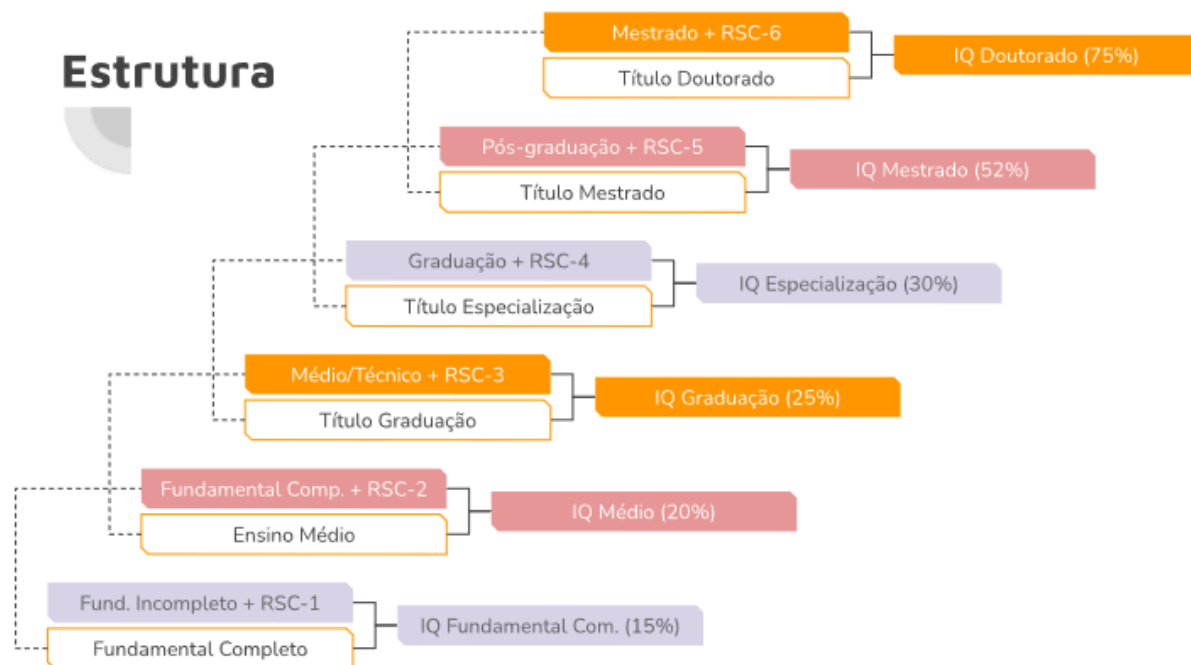 Estrutura
Mestrado + RSC-6
Título Doutorado
IQ Doutorado (75%)
Pós-graduação + RSC-5
Título Mestrado
IQ Mestrado (52%)
Graduação + RSC-4
Título Especialização
IQ Especialização (30%)
Médio/Técnico + RSC-3
Título Graduação
IQ Graduação (25%)
Fundamental Comp. + RSC-2
Ensino Médio
IQ Médio (20%)
Fund. Incompleto + RSC-1
Fundamental Completo
IQ Fundamental Com. (15%)